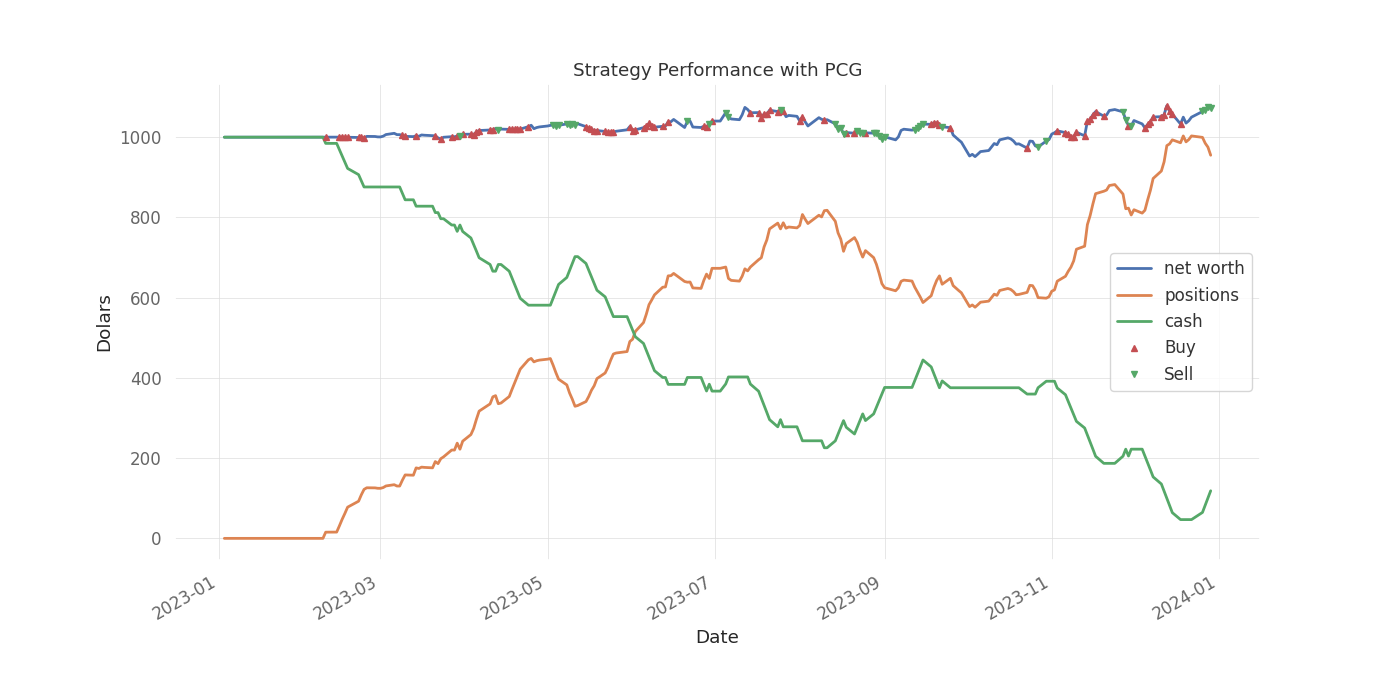 Strategy Performance with PCG
Dolars
1000
800
600
400
200
0
net worth
positions
cash
Buy
Sell
2023-01
2023-03
2023-05
2023-07
2023-09
2023-11
2024-01
Date